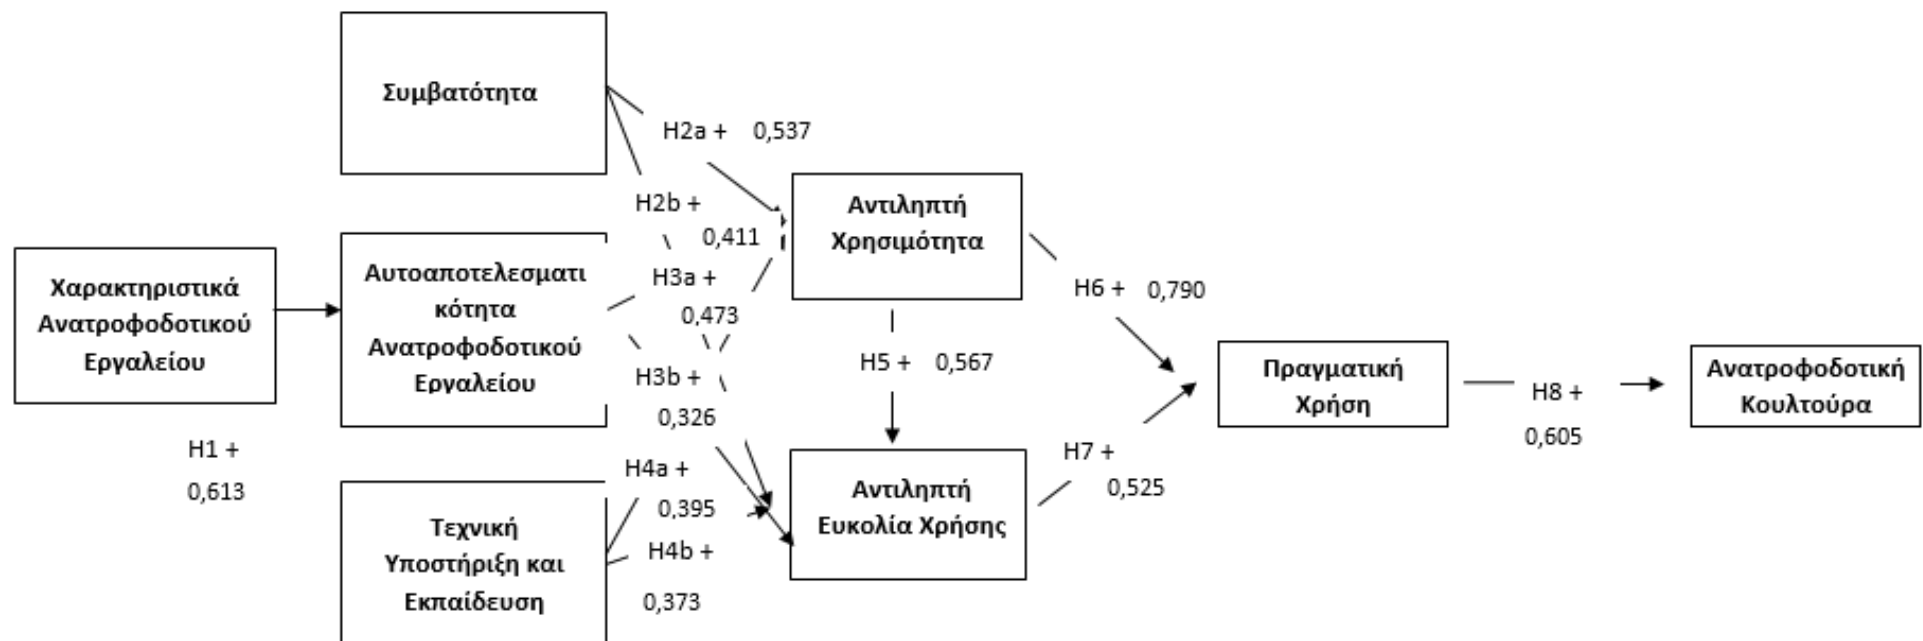 Συμβατότητα
H2a + 0,537
H2b +
0,411
Αντιληπτή
Χρησιμότητα
Χαρακτηριστικά
Ανατροφοδοτικού
Εργαλείου
H1 +
0,613
Αυτοαποτελεσματι
κότητα
Ανατροφοδοτικού
Εργαλείου
H3a +
0,473
H3b +
0,326
H6 + 0,790
H5 + 0,567
Πραγματική
Χρήση
H8 +
0,605
Ανατροφοδοτική
Κουλτούρα
H7 +
0,525
H4a +
0,395
Αντιληπτή
Ευκολία Χρήσης
Τεχνική
Υποστήριξη και
Εκπαίδευση
H4b +
0,373